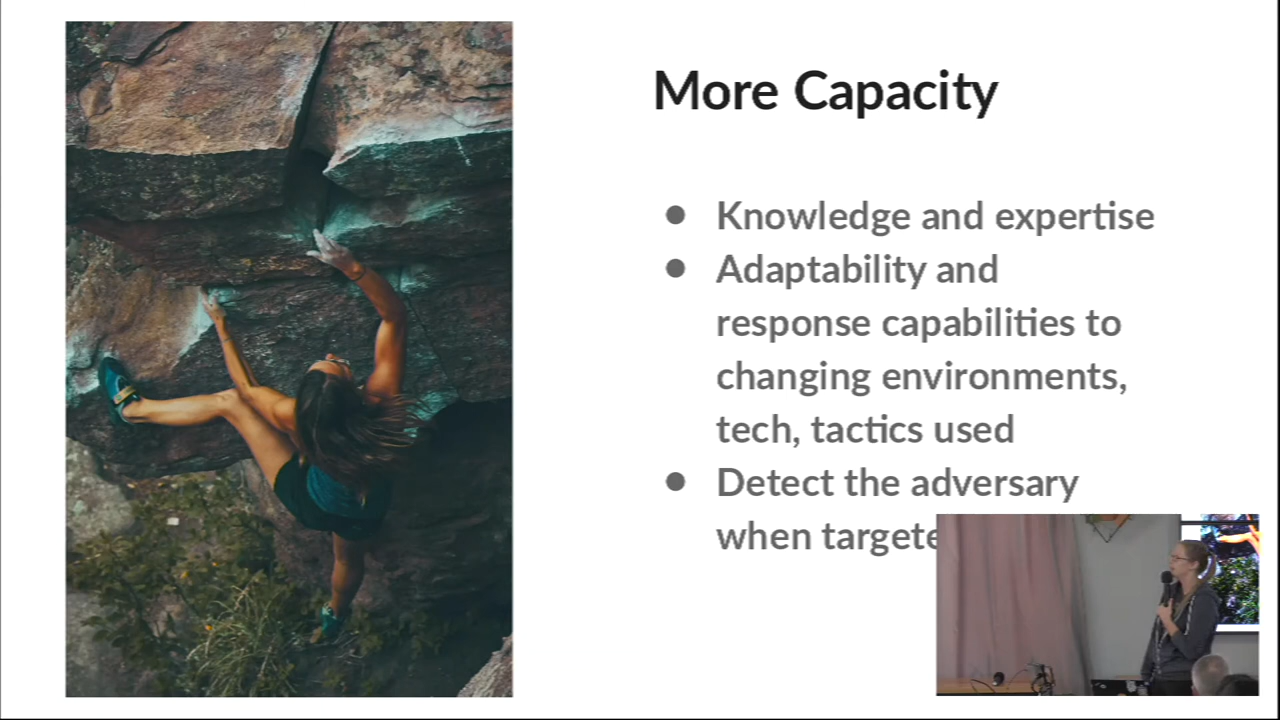 More Capacity
● Knowledge and expertise
● Adaptability and
response capabilities to
changing environments,
tech, tactics used
● Detect the adversary
when targete